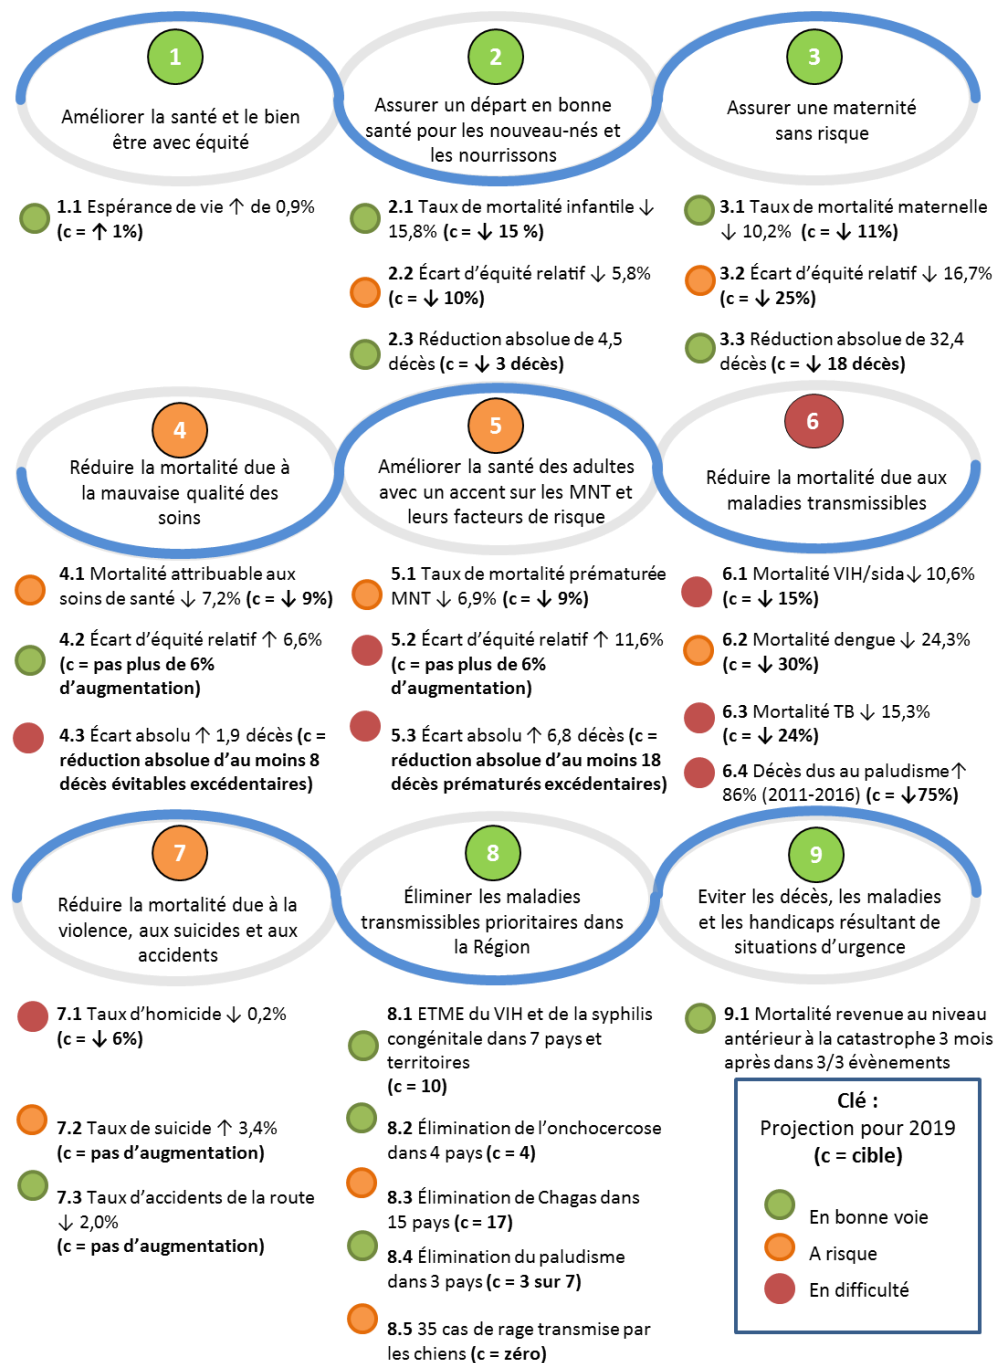 1
Améliorer la santé et le bien
être avec équité
2
Assurer un départ en bonne
santé pour les nouveau-nés et
les nourrissons
3
Assurer une maternité
sans risque
1.1 Espérance de vie ↑ de 0,9%
(c = ↑ 1%)
2.1 Taux de mortalité infantile ↓
15,8% (c = ↓ 15 %)
2.2 Écart d’équité relatif ↓ 5,8%
(c = ↓ 10%)
2.3 Réduction absolue de 4,5
décès (c = ↓ 3 décès)
3.1 Taux de mortalité maternelle
↓ 10,2% (c = ↓ 11%)
3.2 Écart d’équité relatif ↓ 16,7%
(c = ↓ 25%)
3.3 Réduction absolue de 32,4
décès (c = ↓ 18 décès)
4
Réduire la mortalité due à
la mauvaise qualité des
soins
5
Améliorer la santé des adultes
avec un accent sur les MNT et
leurs facteurs de risque
6
Réduire la mortalité due aux
maladies transmissibles
4.1 Mortalité attribuable aux
soins de santé ↓ 7,2% (c = ↓ 9%)
4.2 Écart d’équité relatif ↑ 6,6%
(c = pas plus de 6%
d’augmentation)
4.3 Écart absolu ↑ 1,9 décès (c =
réduction absolue d’au moins 8
décès évitables excédentaires)
5.1 Taux de mortalité prématurée
MNT ↓ 6,9% (c = ↓ 9%)
5.2 Écart d’équité relatif ↑ 11,6%
(c = pas plus de 6%
d’augmentation)
5.3 Écart absolu ↑ 6,8 décès (c =
réduction absolue d’au moins 18
décès prématurés excédentaires)
6.1 Mortalité VIH/sida↓ 10,6%
(c = ↓ 15%)
6.2 Mortalité dengue ↓ 24,3%
(c = ↓ 30%)
6.3 Mortalité TB ↓ 15,3%
(c = ↓ 24%)
6.4 Décès dus au paludisme↑
86% (2011-2016) (c = ↓75%)
7
Réduire la mortalité due à la
violence, aux suicides et aux
accidents
8
Éliminer les maladies
transmissibles prioritaires dans
la Région
9
Eviter les décès, les maladies
et les handicaps résultant de
situations d’urgence
7.1 Taux d’homicide ↓ 0,2%
(c = ↓ 6%)
7.2 Taux de suicide ↑ 3,4%
(c = pas d’augmentation)
7.3 Taux d’accidents de la route
↓ 2,0%
(c = pas d’augmentation)
8.1 ETME du VIH et de la syphilis
congénitale dans 7 pays et
territoires
(c = 10)
8.2 Élimination de l’onchocercose
dans 4 pays (c = 4)
8.3 Élimination de Chagas dans
15 pays (c = 17)
8.4 Élimination du paludisme
dans 3 pays (c = 3 sur 7)
8.5 35 cas de rage transmise par
les chiens (c = zéro)
9.1 Mortalité revenue au niveau
antérieur à la catastrophe 3 mois
après dans 3/3 évènements
Clé :
Projection pour 2019
(c = cible)
En bonne voie
A risque
En difficulté